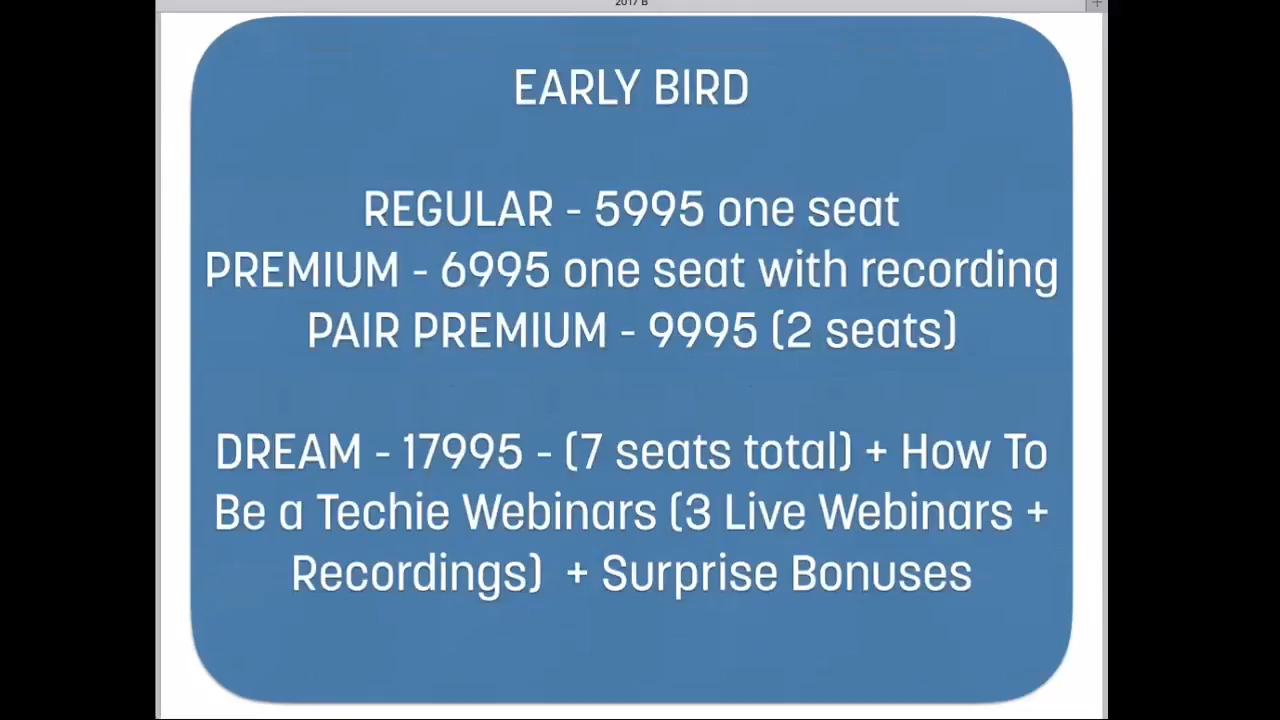 2017 B
EARLY BIRD
REGULAR - 5995 one seat
PREMIUM - 6995 one seat with recording
PAIR PREMIUM - 9995 (2 seats)
DREAM - 17995 - (7 seats total) + How To
Be a Techie Webinars (3 Live Webinars +
Recordings) + Surprise Bonuses